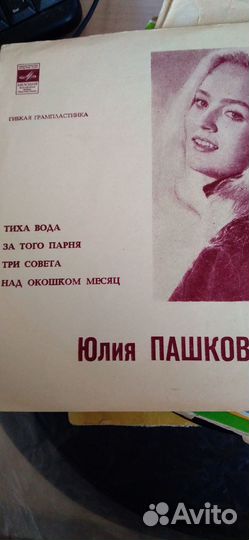 ГИБКАЯ ГРАМПЛАСТИНКА
ТИХА ВОДА
ЗА ТОГО ПАРНЯ
ТРИ СОВЕТА
НАД ОКОШКОМ МЕСЯЦ
Юлия ПАШКОВ
Avito